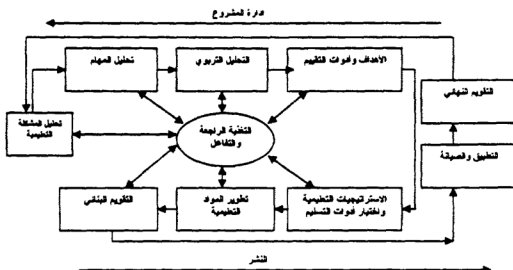 ادارة المشروع
تحليل المهام
التحليل التربوي
الأهداف وأدوات التقييم
تحليل المشكلة
التعليمية
التغذية الراجعة
والتفاعل
التقويم النهائي
التطبيق والصيانة
التقويم البنائي
تطوير المواد
التعليمية
الاستراتيجيات التعليمية
واختيار أدوات التسليم
النشر